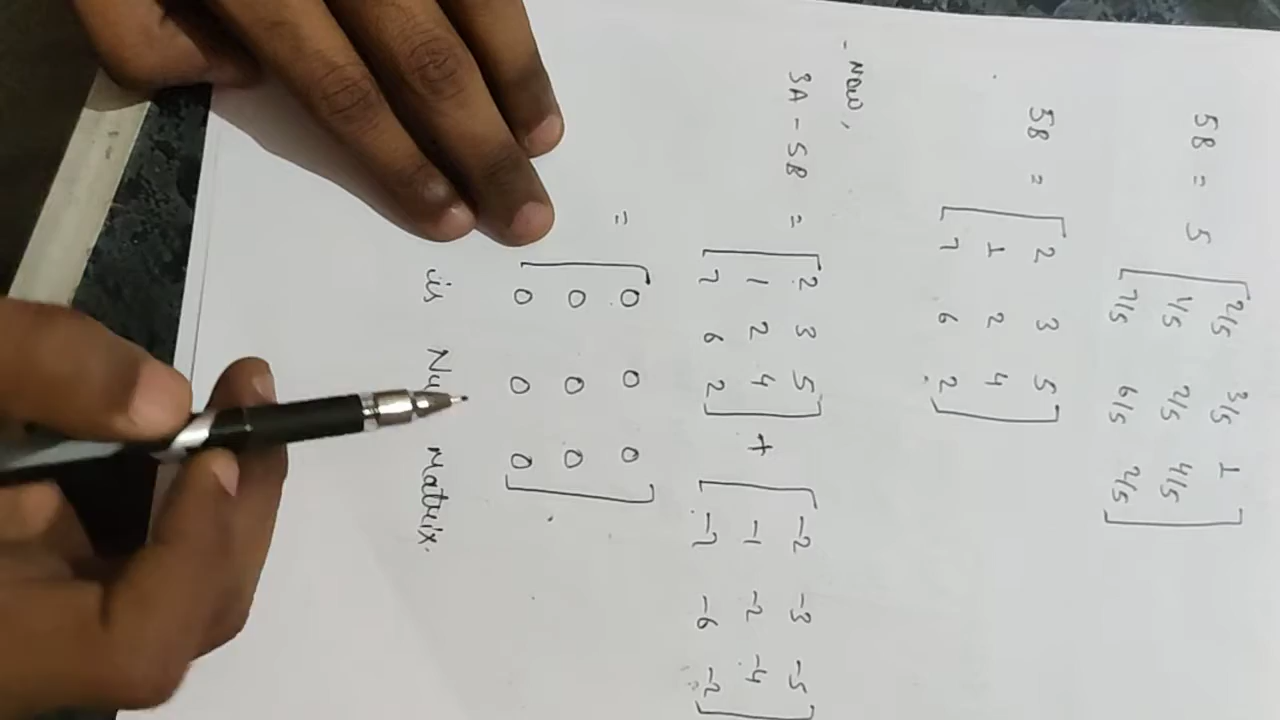 5B = 5 [ 2/5 3/5 1
1/5 2/5 4/5
7/5 6/5 2/5 ]
5B = [ 2 3 5
1 2 4
7 6 2 ]
- Now,
3A - 5B = [ 2 3 5
1 2 4
7 6 2 ] + [ -2 -3 -5
-1 -2 -4
-7 -6 -2 ]
= [ 0 0 0
0 0 0
0 0 0 ]
is Matrix.